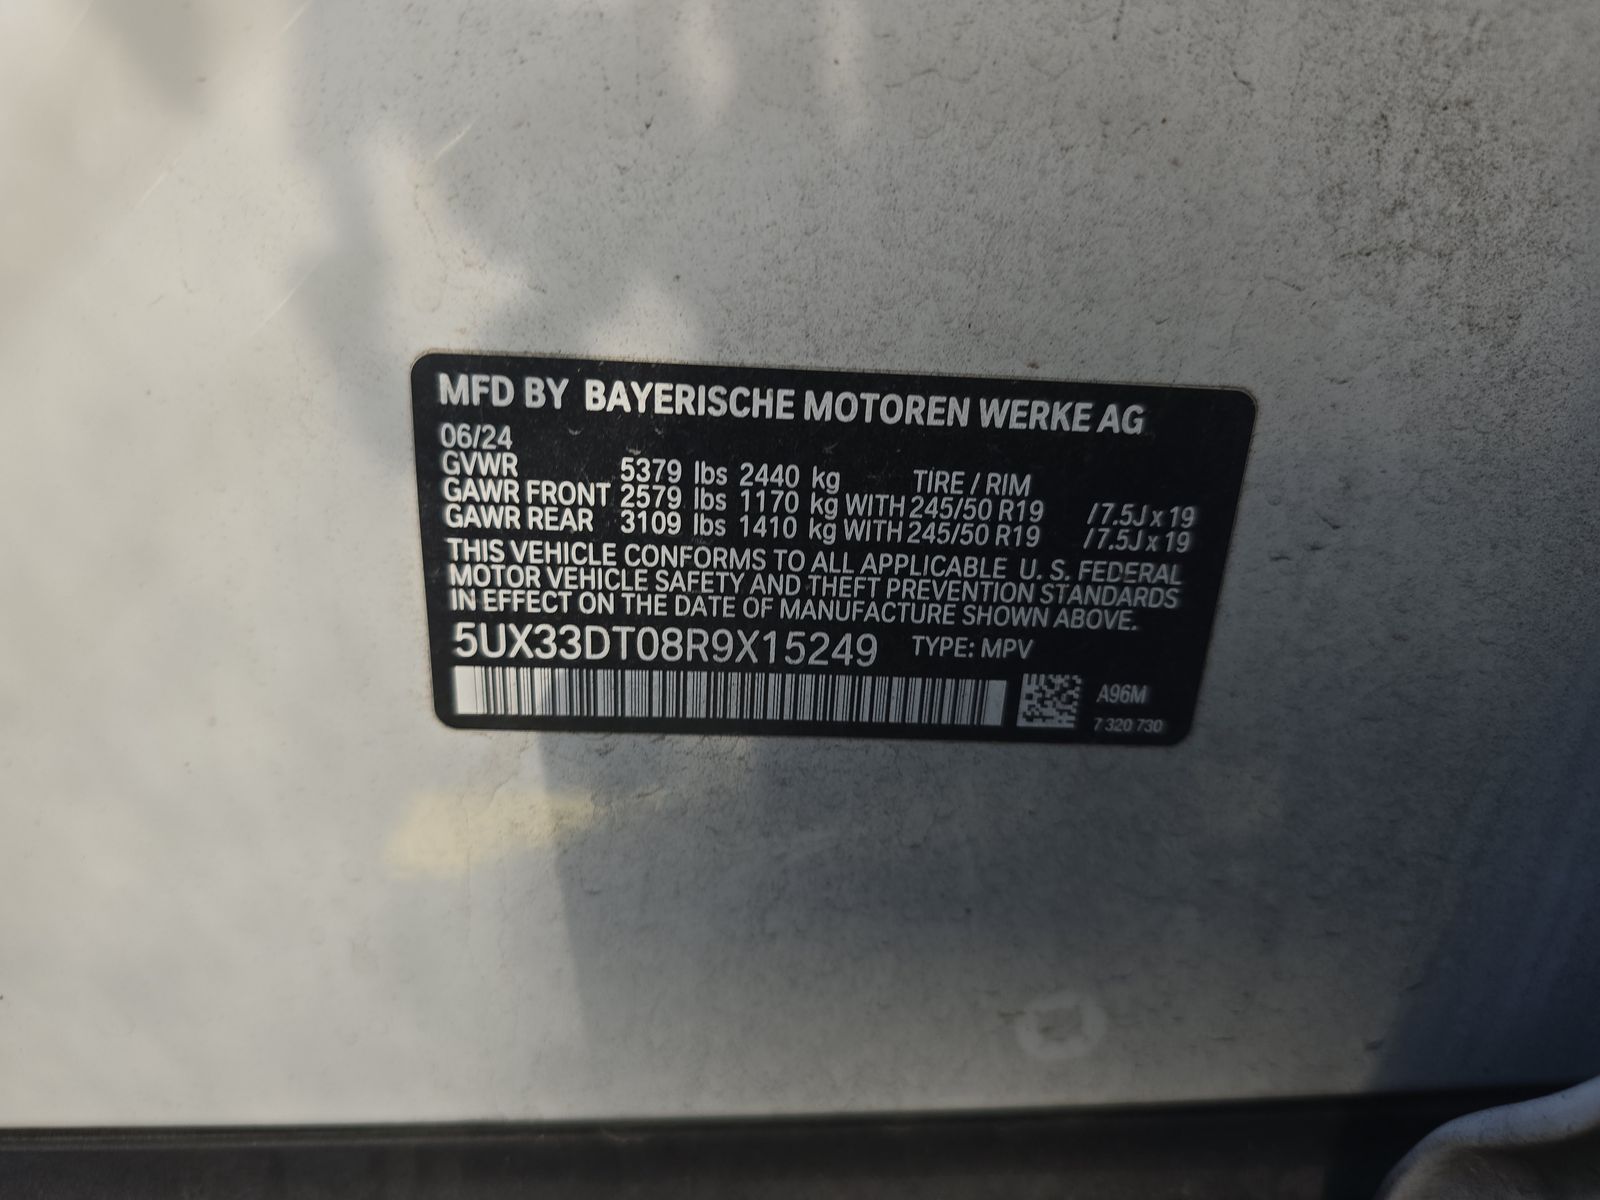 MFD BY BAYERISCHE MOTOREN WERKE AG
06/24
GVWR 5379 lbs 2440 kg TIRE / RIM
GAWR FRONT 2579 lbs 1170 kg WITH 245/50 R19 / 7.5J x 19
GAWR REAR 3109 lbs 1410 kg WITH 245/50 R19 / 7.5J x 19
THIS VEHICLE CONFORMS TO ALL APPLICABLE U. S. FEDERAL
MOTOR VEHICLE SAFETY AND THEFT PREVENTION STANDARDS
IN EFFECT ON THE DATE OF MANUFACTURE SHOWN ABOVE.
5UX33DT08R9X15249 TYPE: MPV
A96M
7 320 730